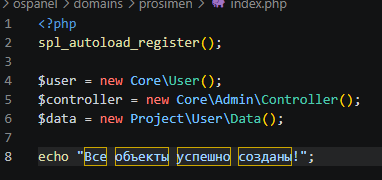 ospanel > domains > prosimen > index.php
1 <?php
2 spl_autoload_register();
3
4 $user = new Core\User();
5 $controller = new Core\Admin\Controller();
6 $data = new Project\User\Data();
7
8 echo "Все объекты успешно созданы!";